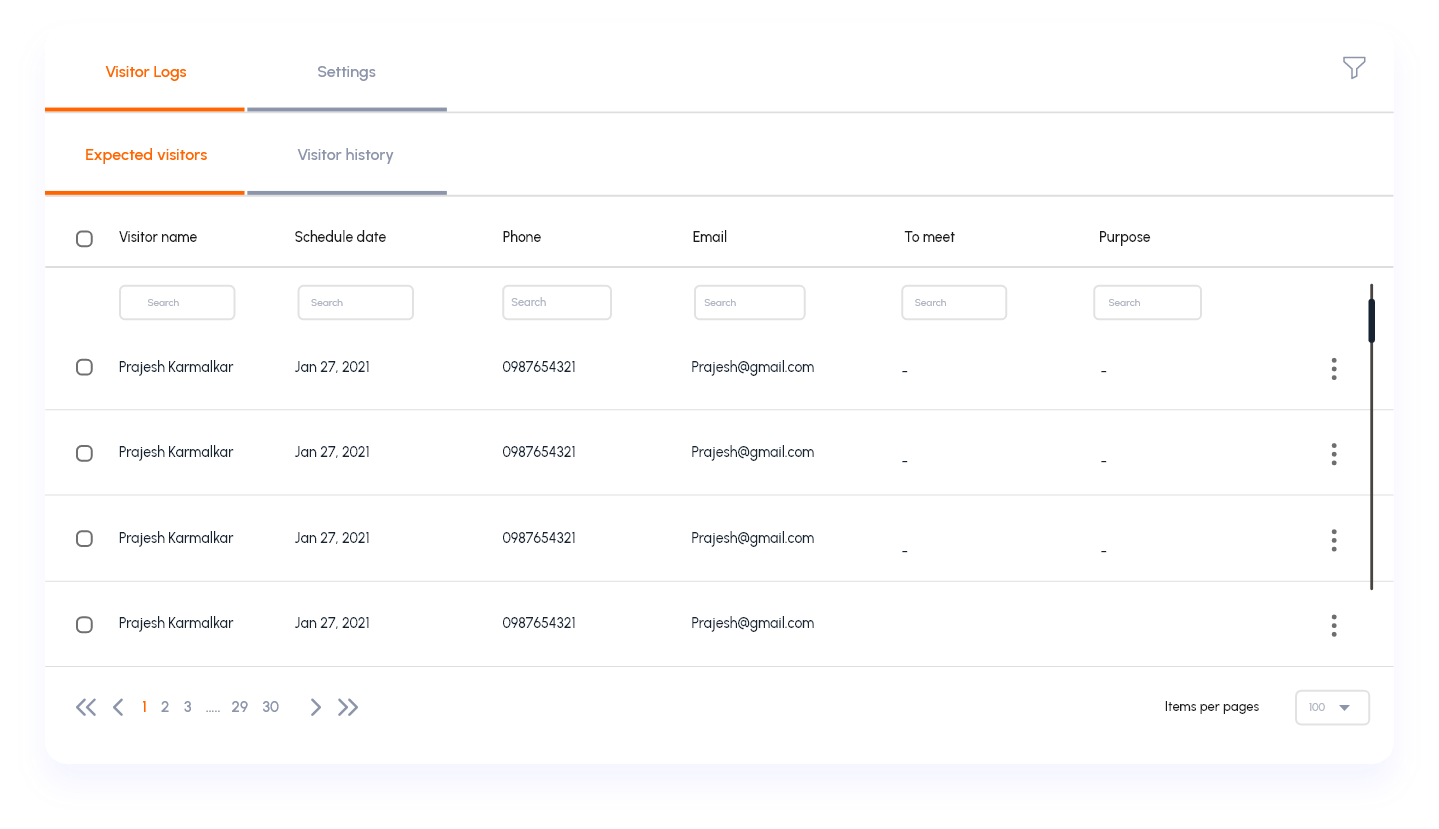 Visitor Logs Settings
Expected visitors Visitor history
Visitor name Schedule date Phone Email To meet Purpose
Search Search Search Search Search Search
Prajesh Karmalkar Jan 27, 2021 0987654321 Prajesh@gmail.com - -
Prajesh Karmalkar Jan 27, 2021 0987654321 Prajesh@gmail.com - -
Prajesh Karmalkar Jan 27, 2021 0987654321 Prajesh@gmail.com - -
Prajesh Karmalkar Jan 27, 2021 0987654321 Prajesh@gmail.com
1 2 3 ..... 29 30 Items per pages 100